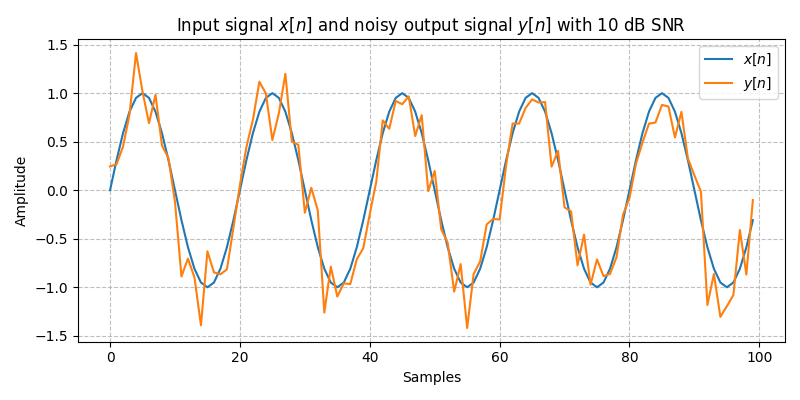 Input signal x[n] and noisy output signal y[n] with 10 dB SNR
1.5
1.0
0.5
0.0
−0.5
−1.0
−1.5
Amplitude
x[n]
y[n]
0 20 40 60 80 100
Samples